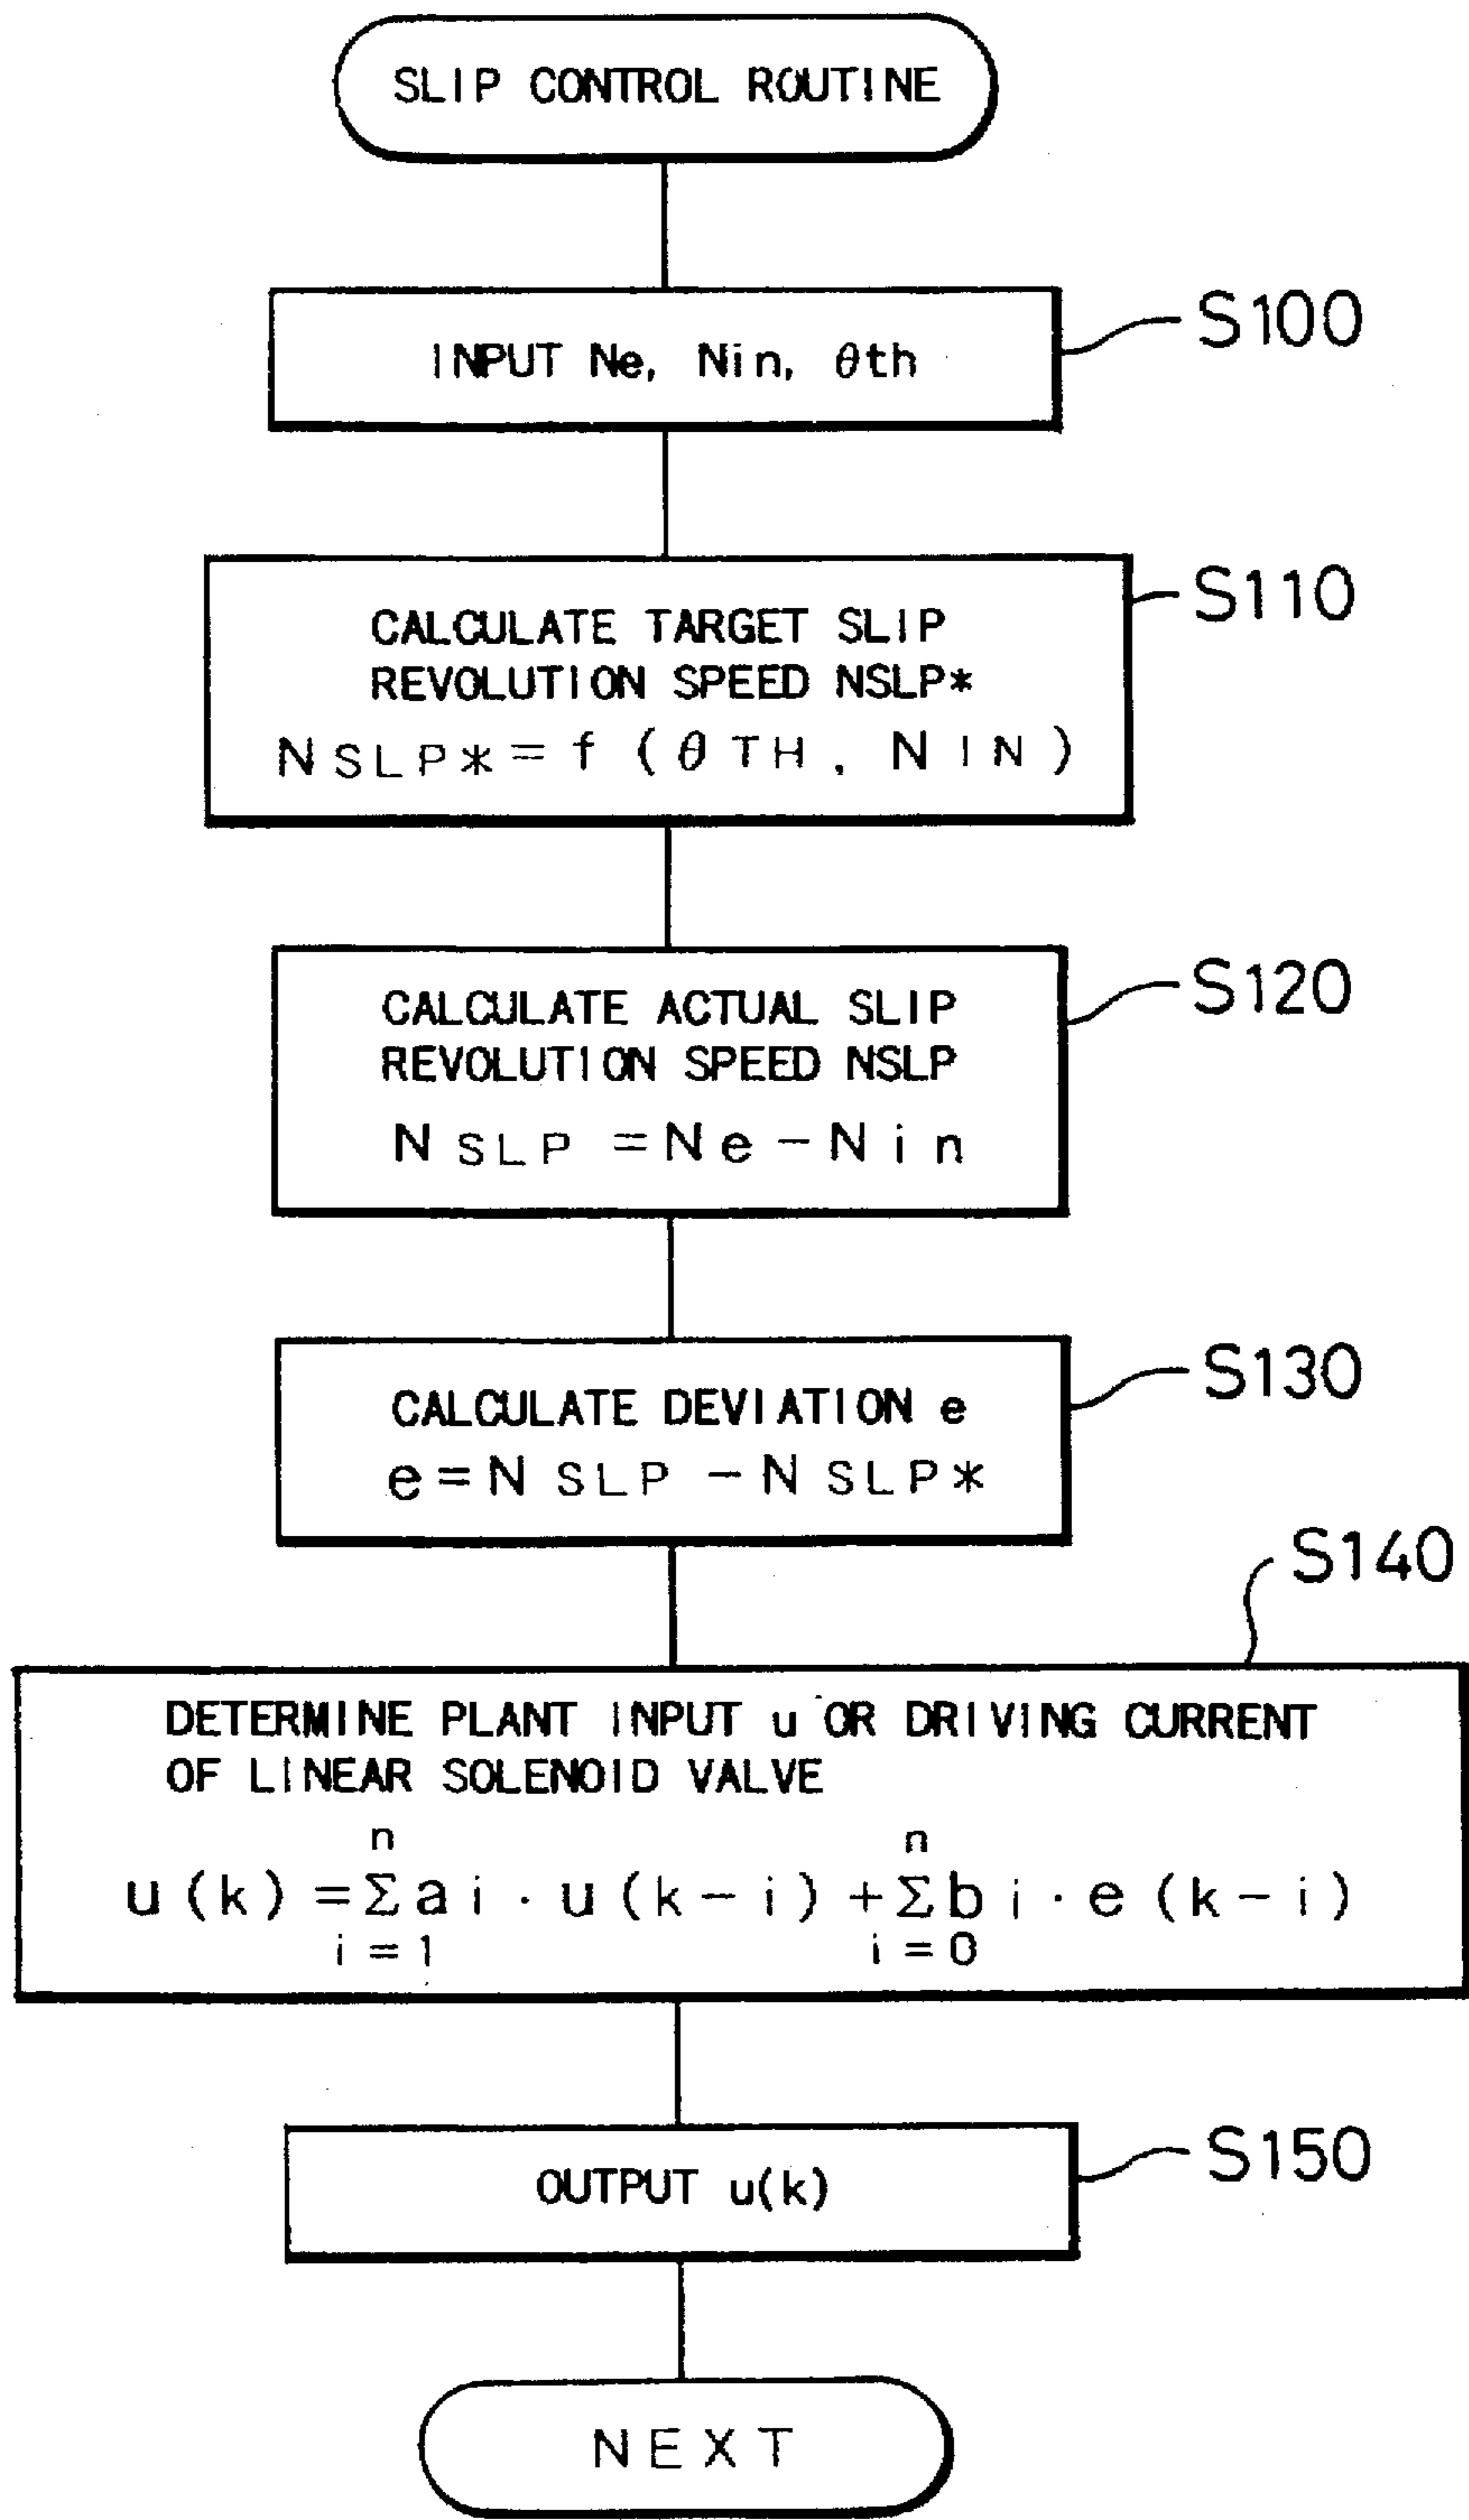 SLIP CONTROL ROUTINE
INPUT Ne, Nin, θth
S100
CALCULATE TARGET SLIP
REVOLUTION SPEED NSLP*
NSLP*=f (θTH, NIN)
S110
CALCULATE ACTUAL SLIP
REVOLUTION SPEED NSLP
NSLP =Ne-Nin
S120
CALCULATE DEVIATION e
e=NSLP -NSLP*
S130
S140
DETERMINE PLANT INPUT u OR DRIVING CURRENT
OF LINEAR SOLENOID VALVE
n n
u(k) =Σai・u(k-i) +Σbi・e(k-i)
i=1 i=0
OUTPUT u(k)
S150
NEXT